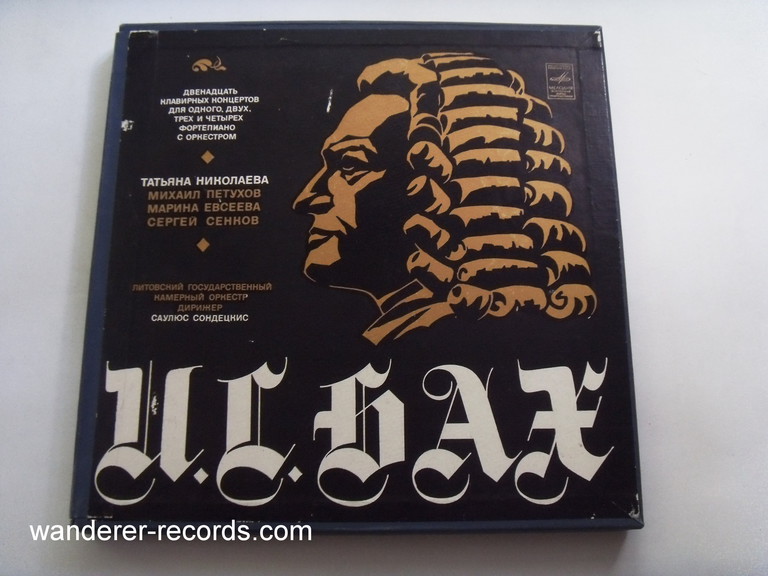 ДВЕНАДЦАТЬ
КЛАВИРНЫХ КОНЦЕРТОВ
ДЛЯ ОДНОГО, ДВУХ,
ТРЕХ И ЧЕТЫРЕХ
ФОРТЕПИАНО
С ОРКЕСТРОМ
ТАТЬЯНА НИКОЛАЕВА
МИХАИЛ ПЕТУХОВ
МАРИНА ЕВСЕЕВА
СЕРГЕЙ СЕНКОВ
ЛИТОВСКИЙ ГОСУДАРСТВЕННЫЙ
КАМЕРНЫЙ ОРКЕСТР
ДИРИЖЕР
САУЛЮС СОНДЕЦКИС
И.С.БАХ
wanderer-records.com